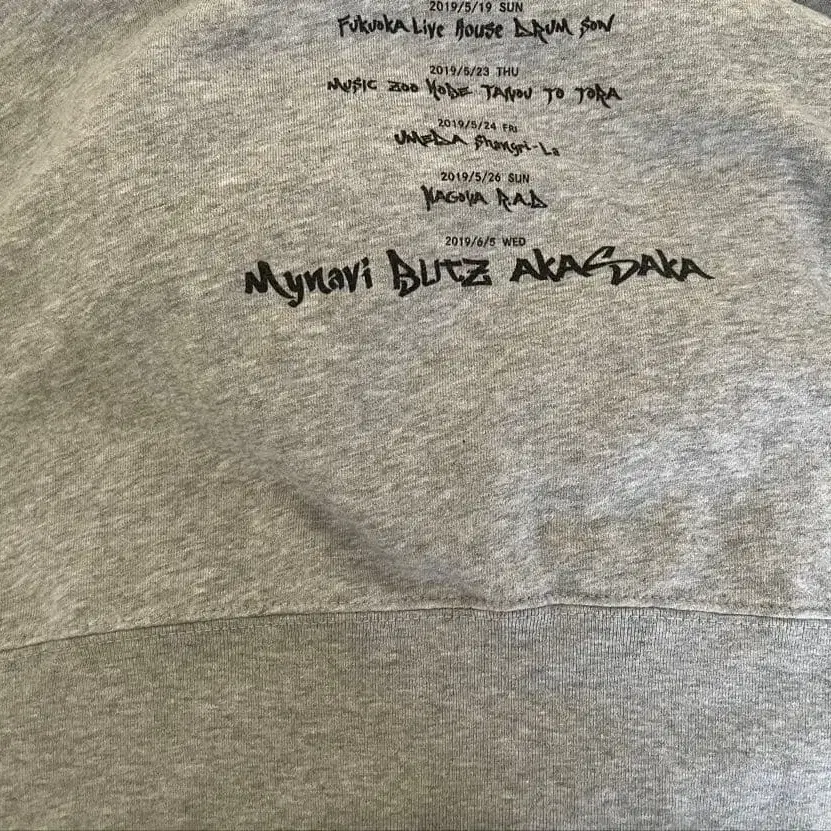 2019/5/19 SUN
FukuokA Live House DRUM SON
2019/5/23 THU
MUSIC ZOO KOBE TAIYOU TO TORA
2019/5/24 FRI
UMEDA Shangri-La
2019/5/26 SUN
NAGOYA R.A.D
2019/6/5 WED
Mynavi BLITZ AKASAKA